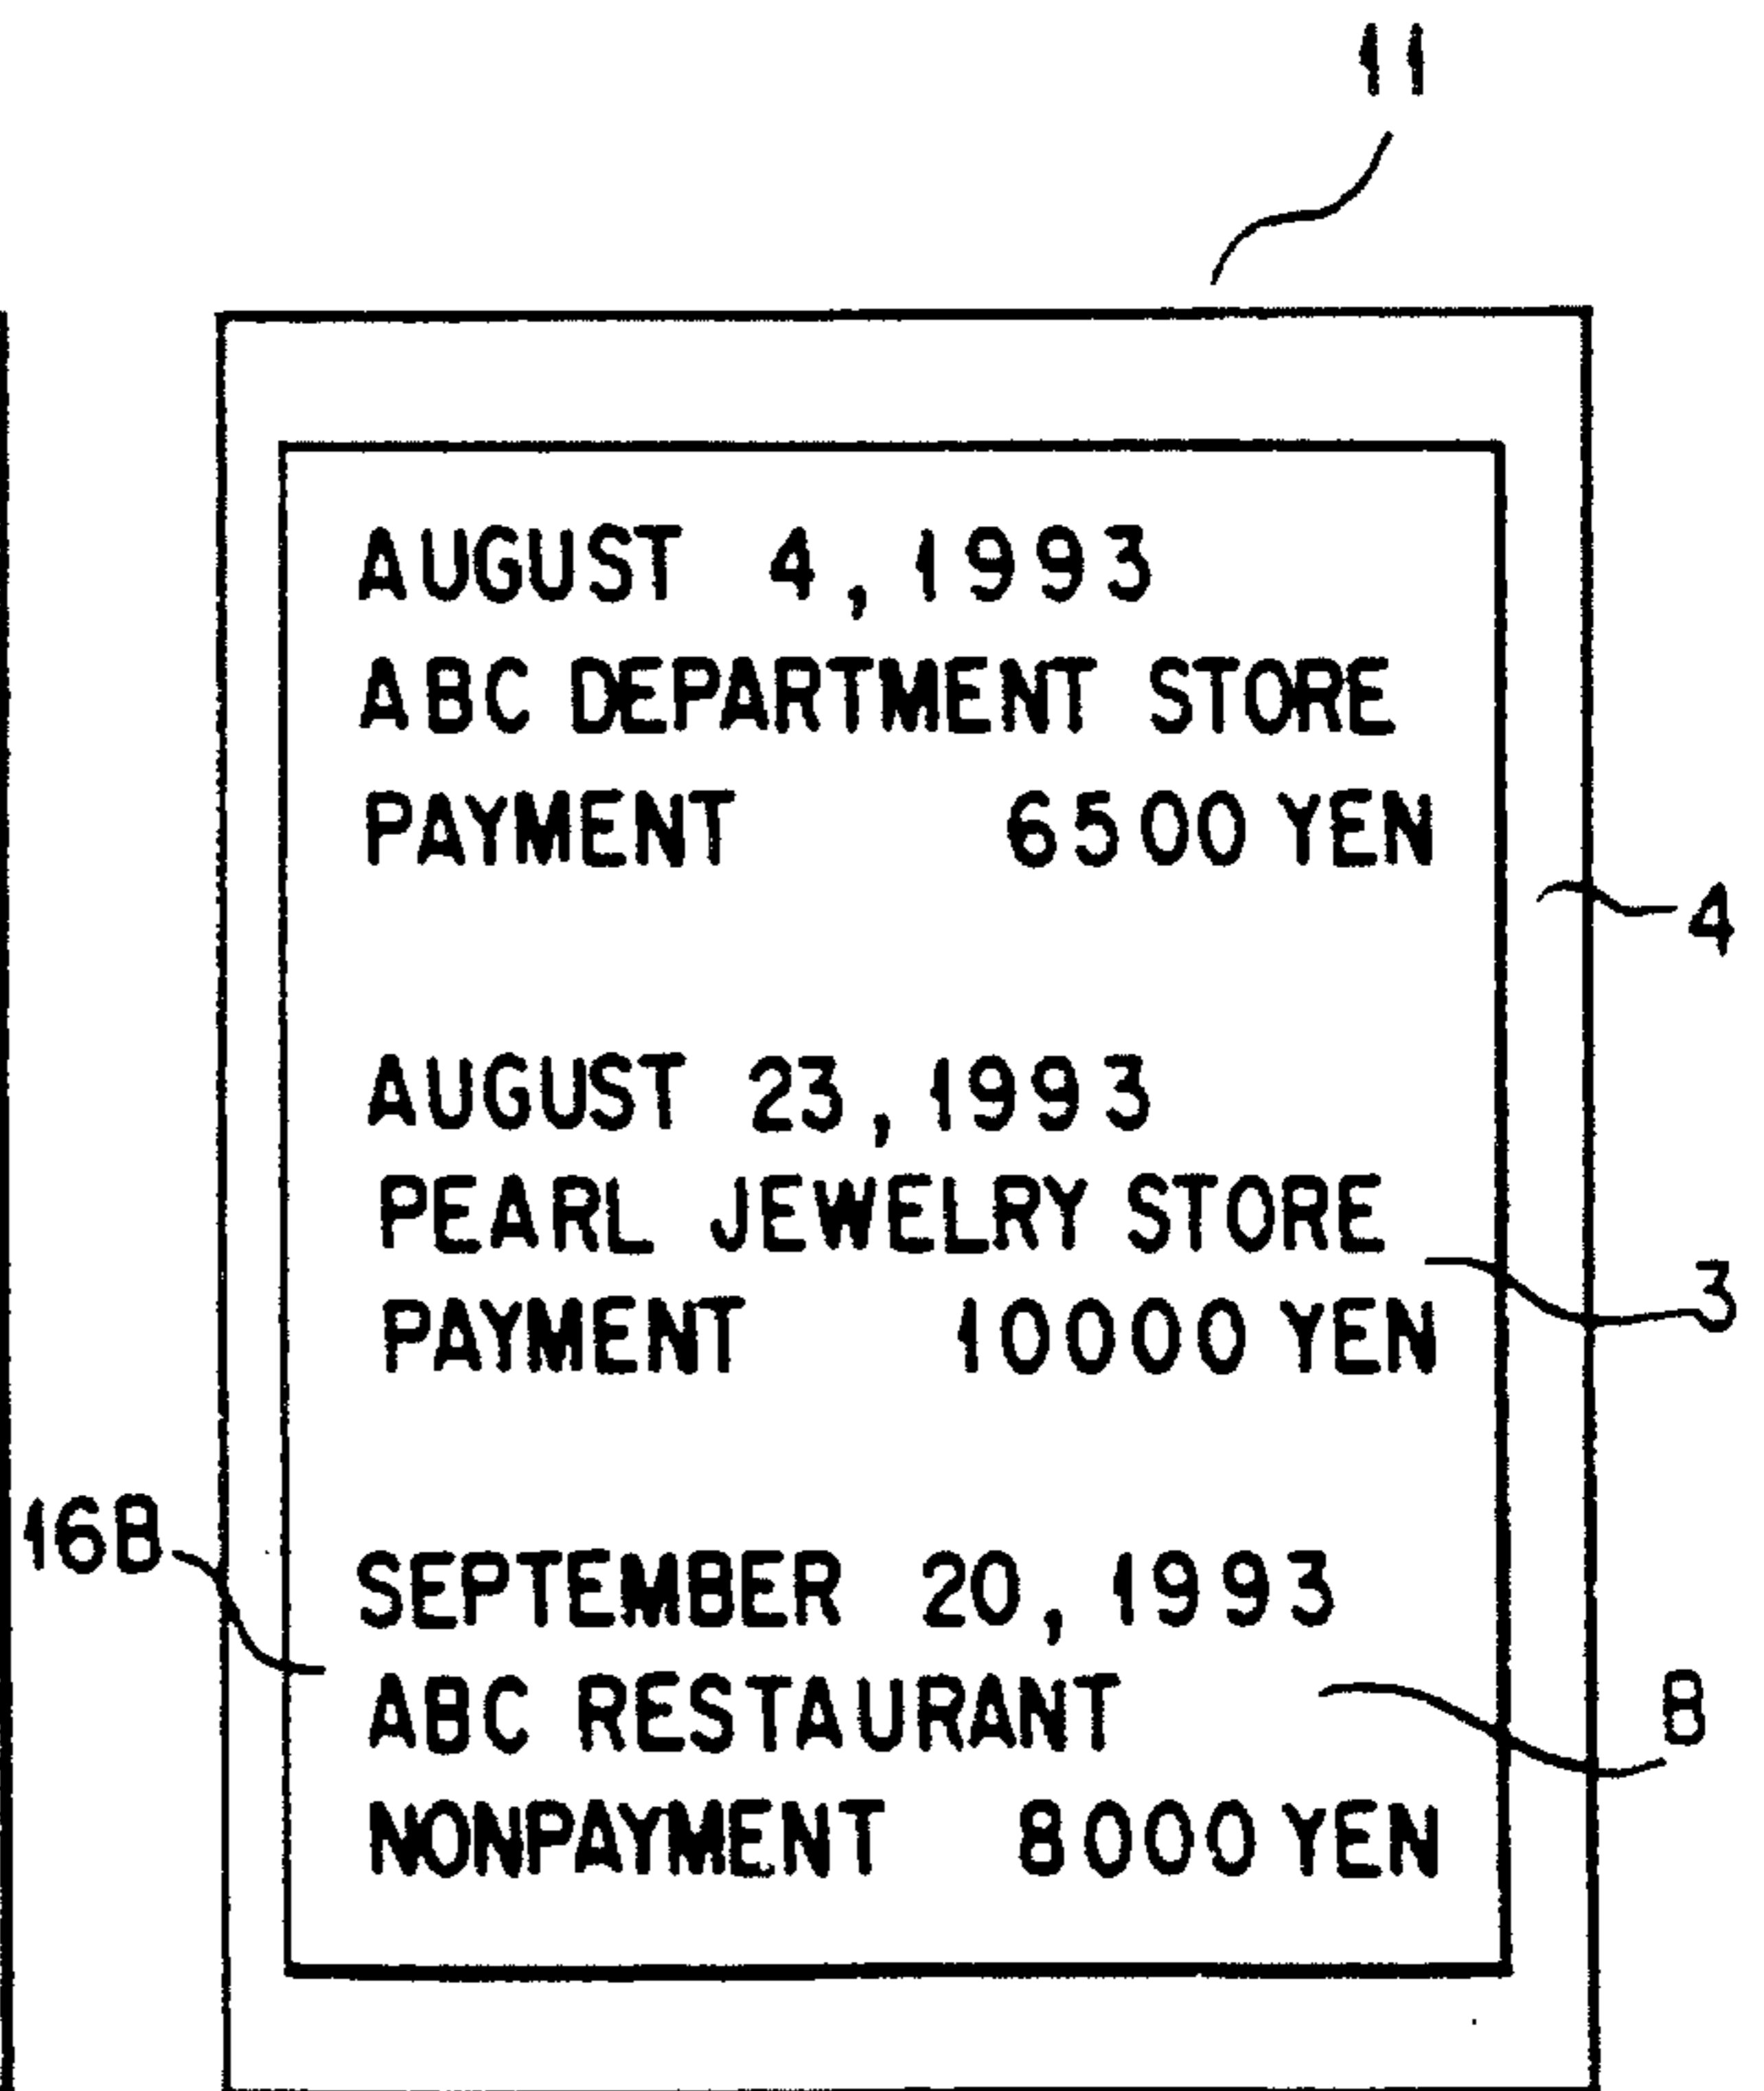 11
AUGUST 4, 1993
ABC DEPARTMENT STORE
PAYMENT 6500 YEN
4
AUGUST 23, 1993
PEARL JEWELRY STORE
3
PAYMENT 10000 YEN
16B
SEPTEMBER 20, 1993
ABC RESTAURANT
8
NONPAYMENT 8000 YEN